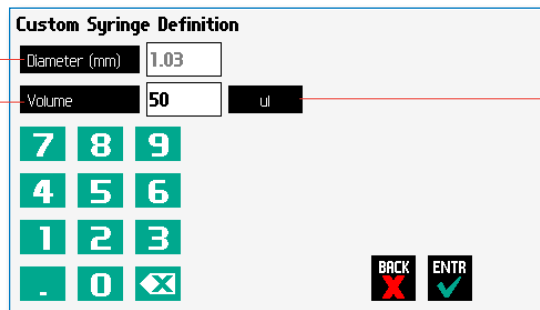 Custom Syringe Definition
Diameter (mm) 1.03
Volume 50 ul
7 8 9
4 5 6
1 2 3
. 0
BACK ENTR